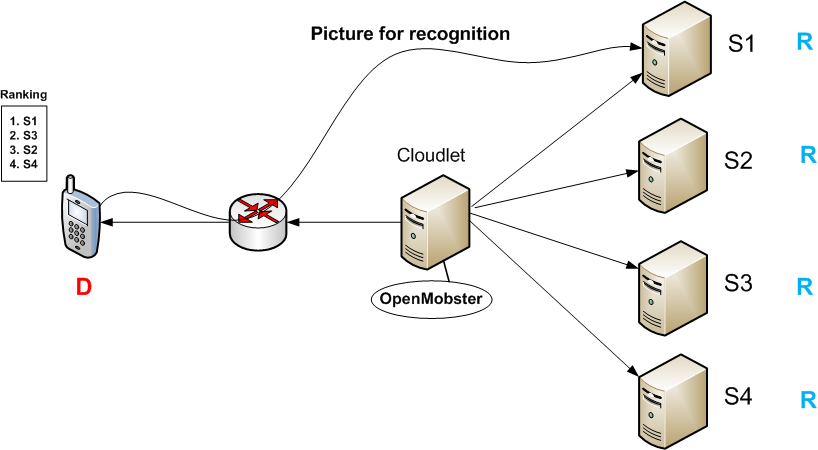 Picture for recognition
S1
R
Ranking
1. S1
2. S3
3. S2
4. S4
Cloudlet
S2
R
D
OpenMobster
S3
R
S4
R